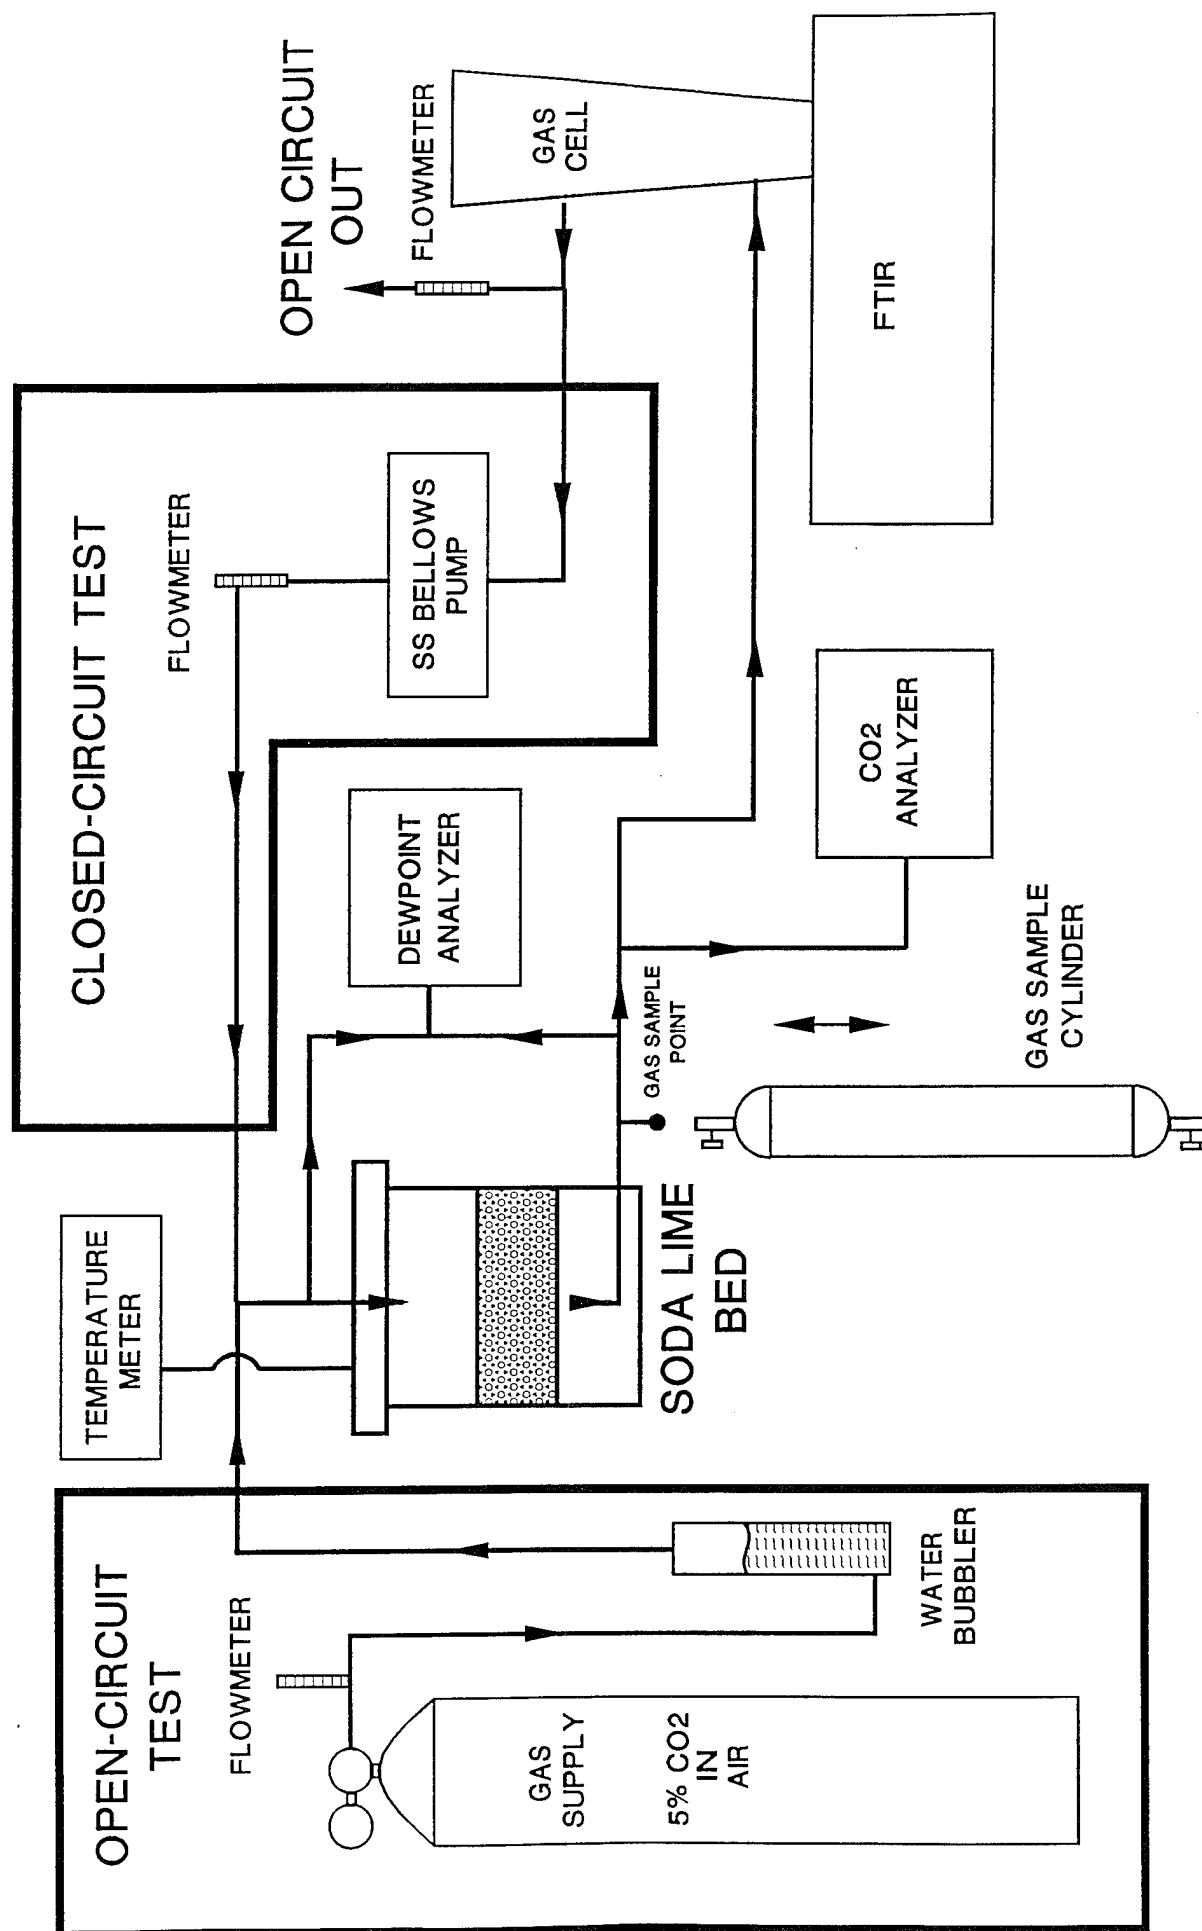 OPEN-CIRCUIT
TEST
FLOWMETER
GAS
SUPPLY
5% CO2
IN
AIR
WATER
BUBBLER
TEMPERATURE
METER
SODA LIME
BED
CLOSED-CIRCUIT TEST
FLOWMETER
SS BELLOWS
PUMP
DEWPOINT
ANALYZER
GAS SAMPLE
POINT
GAS SAMPLE
CYLINDER
CO2
ANALYZER
OPEN CIRCUIT
OUT
FLOWMETER
GAS
CELL
FTIR